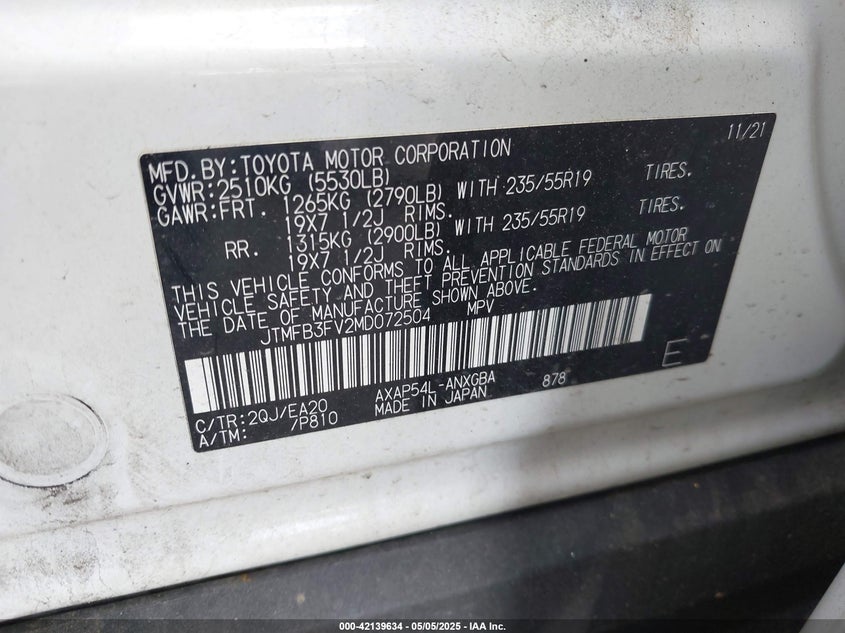 11/21
MFD. BY: TOYOTA MOTOR CORPORATION
GVWR: 2510KG (5530LB)
GAWR: FRT. 1265KG (2790LB) WITH 235/55R19 TIRES.
19X7 1/2J RIMS.
RR. 1315KG (2900LB) WITH 235/55R19 TIRES.
19X7 1/2J RIMS.
THIS VEHICLE CONFORMS TO ALL APPLICABLE FEDERAL MOTOR
VEHICLE SAFETY AND THEFT PREVENTION STANDARDS IN EFFECT ON
THE DATE OF MANUFACTURE SHOWN ABOVE.
JTMFB3FV2MD072504 MPV
E
C/TR: 2QJ/EA20 AXAP54L-ANXGBA 878
A/TM: 7P810 MADE IN JAPAN
000-42139634 - 05/05/2025 - IAA Inc.